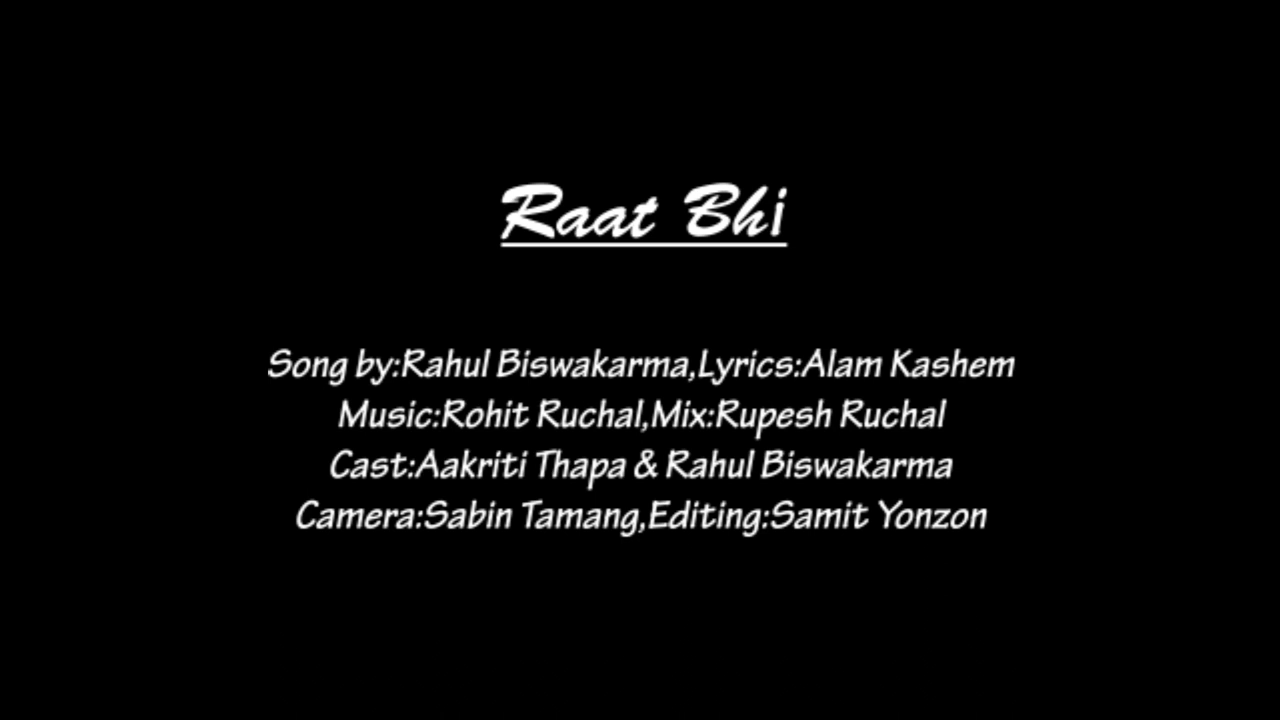 Raat Bhi
Song by:Rahul Biswakarma,Lyrics:Alam Kashem
Music:Rohit Ruchal,Mix:Rupesh Ruchal
Cast:Aakriti Thapa & Rahul Biswakarma
Camera:Sabin Tamang,Editing:Samit Yonzon